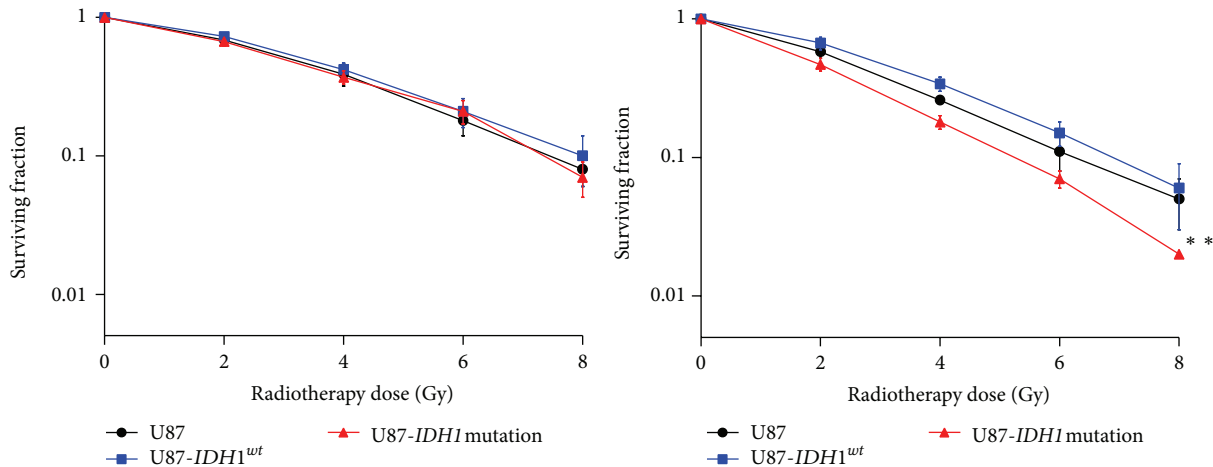 1
0.1
0.01
Surviving fraction
0 2 4 6 8
Radiotherapy dose (Gy)
U87
U87-IDH1 mutation
U87-IDH1wt
1
0.1
0.01
Surviving fraction
* *
0 2 4 6 8
Radiotherapy dose (Gy)
U87
U87-IDH1 mutation
U87-IDH1wt